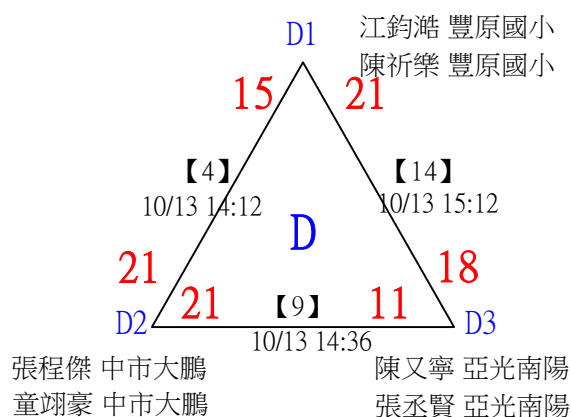 D1
江鈞澔 豐原國小
陳祈樂 豐原國小
15
21
【4】
10/13 14:12
【14】
10/13 15:12
D
21
21
【9】
11
18
D2
10/13 14:36
D3
張程傑 中市大鵬
童翊豪 中市大鵬
陳又寧 亞光南陽
張丞賢 亞光南陽